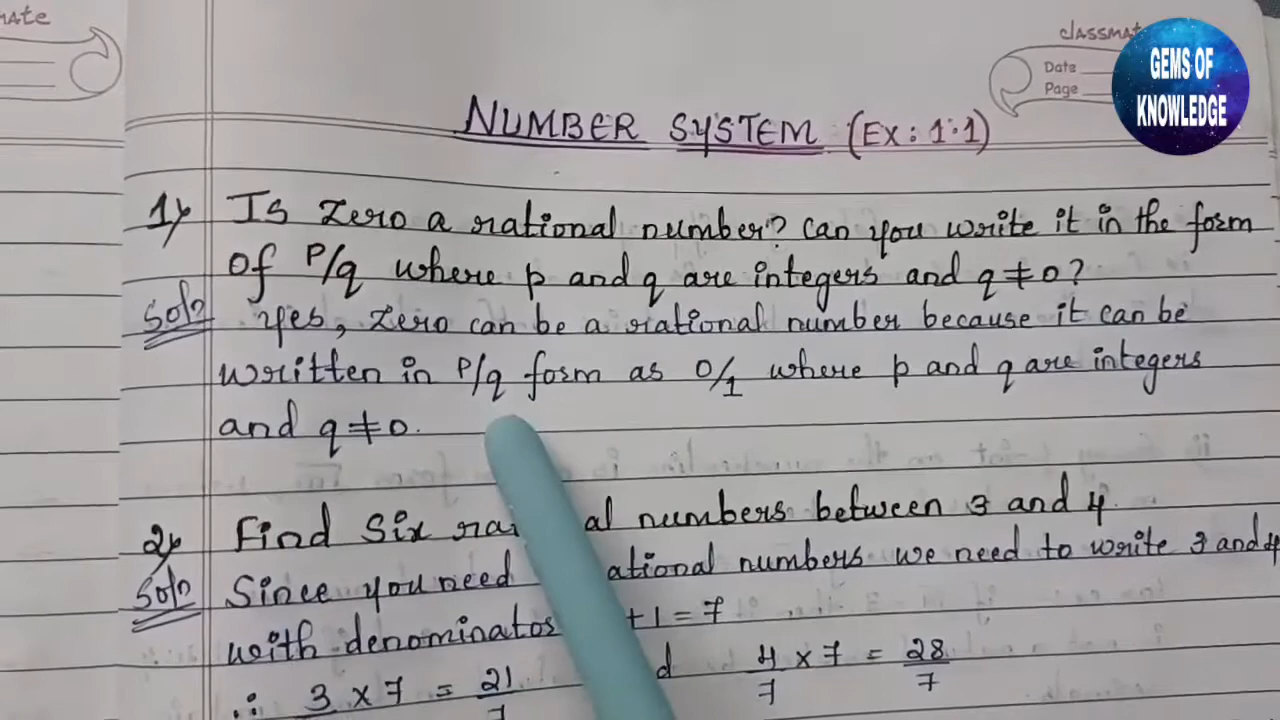 mate
classmat
Date
Page
GEMS OF
KNOWLEDGE
NUMBER SYSTEM (Ex: 1.1)
1) Is zero a rational number? Can you write it in the form
of P/q where p and q are integers and q ≠ 0?
Soln Yes, zero can be a rational number because it can be
written in P/q form as 0/1 where p and q are integers
and q ≠ 0.
2) Find Six ra al numbers between 3 and 4.
Soln Since you need ational numbers we need to write 3 and 4
with denominator +1 = 7
∴ 3 × 7 = 21/7 d 4/7 × 7 = 28/7